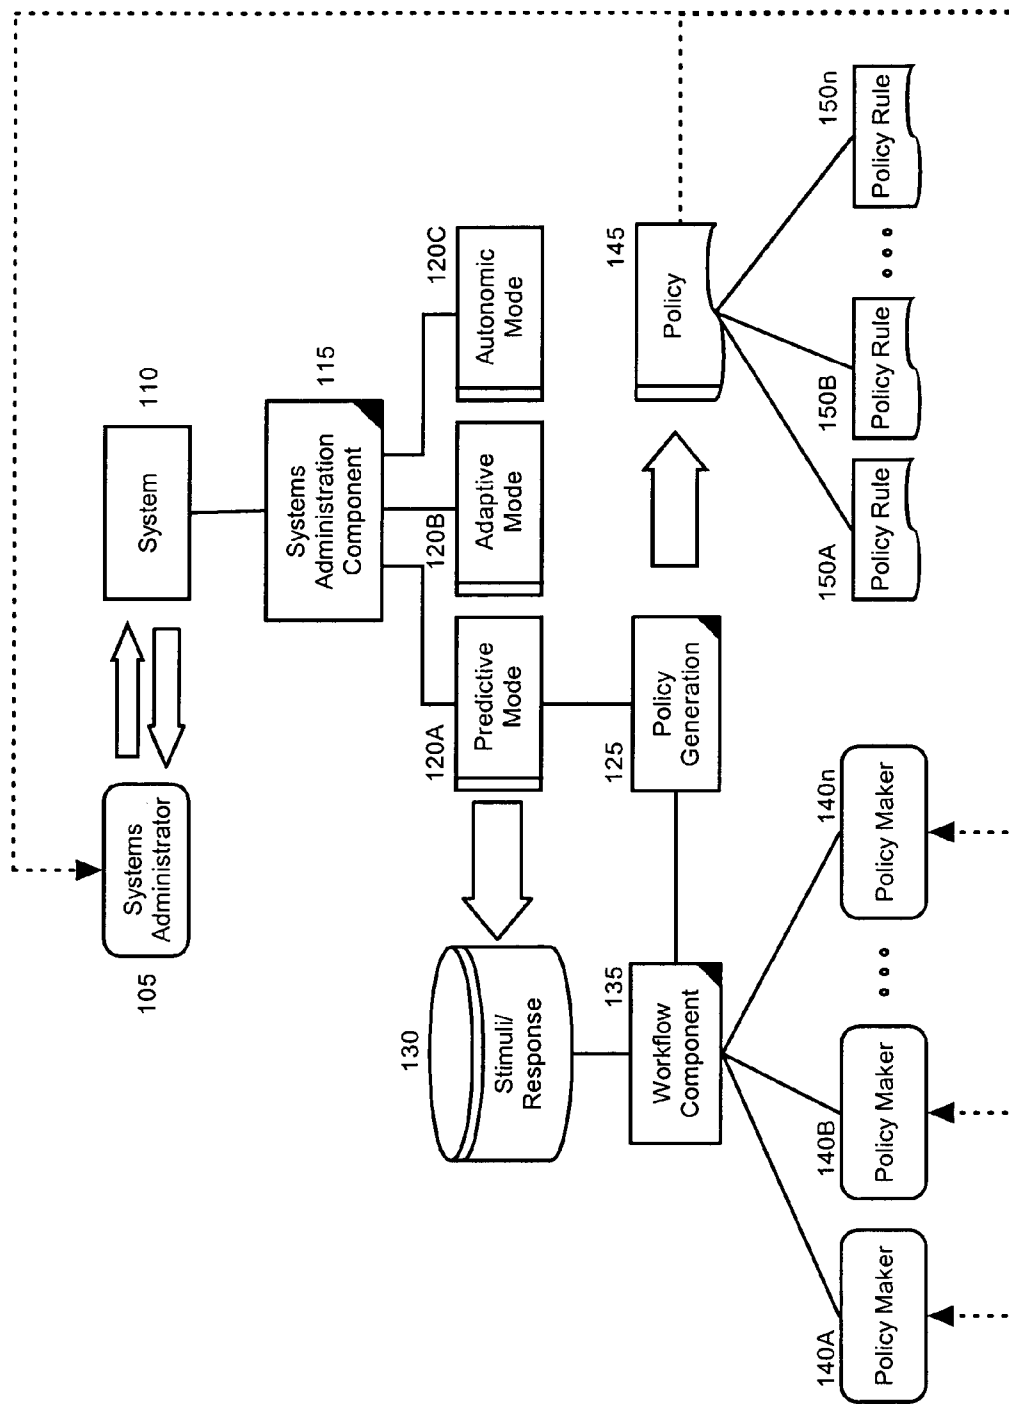 105
Systems
Administrator
System
110
Systems
Administration
Component
115
120A
Predictive
Mode
120B
Adaptive
Mode
120C
Autonomic
Mode
130
Stimuli/
Response
135
Workflow
Component
125
Policy
Generation
Policy
145
140A
Policy Maker
140B
Policy Maker
140n
Policy Maker
150A
Policy Rule
150B
Policy Rule
150n
Policy Rule